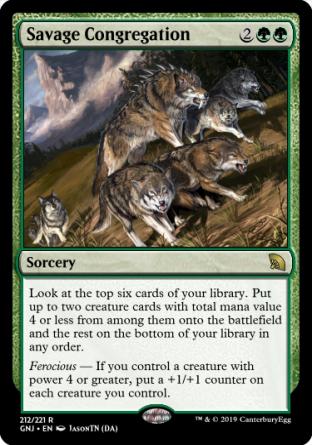 Savage Congregation 2
Sorcery
Look at the top six cards of your library. Put
up to two creature cards with total mana value
4 or less from among them onto the battlefield
and the rest on the bottom of your library in
any order.
Ferocious — If you control a creature with
power 4 or greater, put a +1/+1 counter on
each creature you control.
212/221 R
GNJ • EN JASONTN (DA)
™ & © 2019 CanterburyEgg